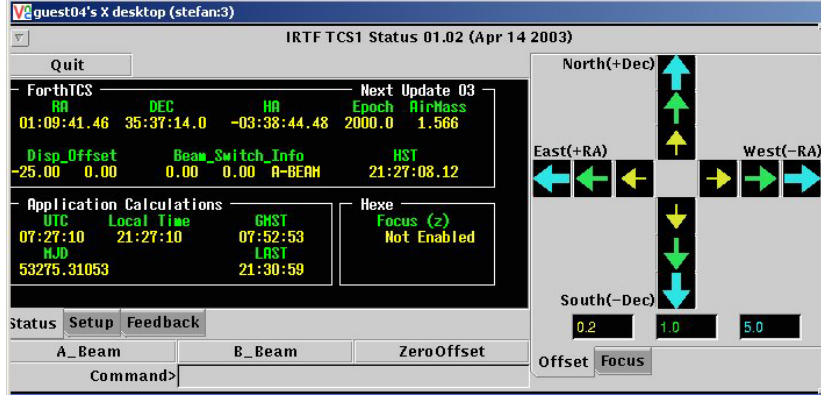 guest04's X desktop (stefan:3)
IRTF TCS1 Status 01.02 (Apr 14 2003)
Quit
ForthTCS Next Update 03
RA DEC HA Epoch AirMass
01:09:41.46 35:37:14.0 -03:38:44.48 2000.0 1.566
Disp_Offset Beam_Switch_Info HST
-25.00 0.00 0.00 0.00 A-BEAM 21:27:08.12
Application Calculations Hexe
UTC Local Time GMST Focus (z)
07:27:10 21:27:10 07:52:53 Not Enabled
MJD LAST
53275.31053 21:30:59
Status Setup Feedback
A_Beam B_Beam ZeroOffset
Command>
North(+Dec)
East(+RA) West(-RA)
South(-Dec)
0.2 1.0 5.0
Offset Focus